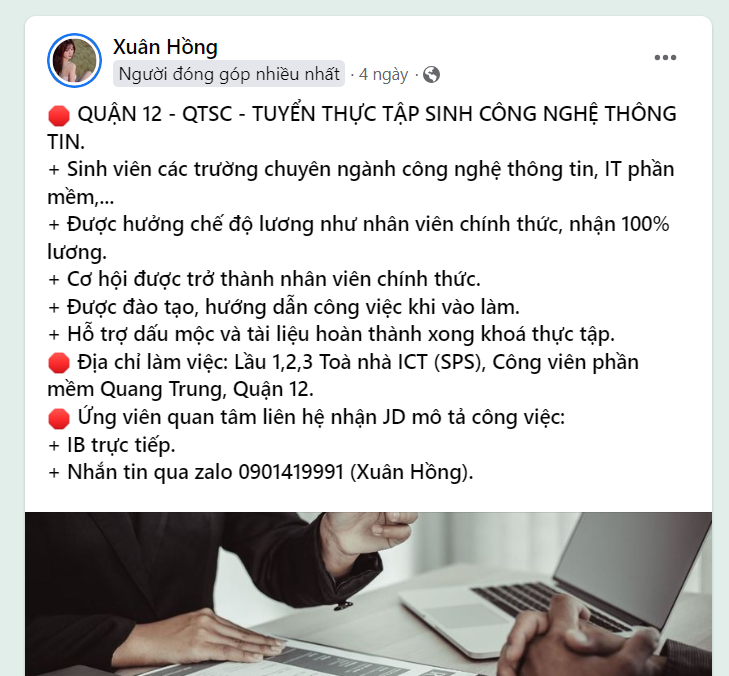 Xuân Hồng
Người đóng góp nhiều nhất · 4 ngày ·
🛑 QUẬN 12 - QTSC - TUYỂN THỰC TẬP SINH CÔNG NGHỆ THÔNG
TIN.
+ Sinh viên các trường chuyên ngành công nghệ thông tin, IT phần
mềm,...
+ Được hưởng chế độ lương như nhân viên chính thức, nhận 100%
lương.
+ Cơ hội được trở thành nhân viên chính thức.
+ Được đào tạo, hướng dẫn công việc khi vào làm.
+ Hỗ trợ dấu mộc và tài liệu hoàn thành xong khoá thực tập.
🛑 Địa chỉ làm việc: Lầu 1,2,3 Toà nhà ICT (SPS), Công viên phần
mềm Quang Trung, Quận 12.
🛑 Ứng viên quan tâm liên hệ nhận JD mô tả công việc:
+ IB trực tiếp.
+ Nhắn tin qua zalo 0901419991 (Xuân Hồng).